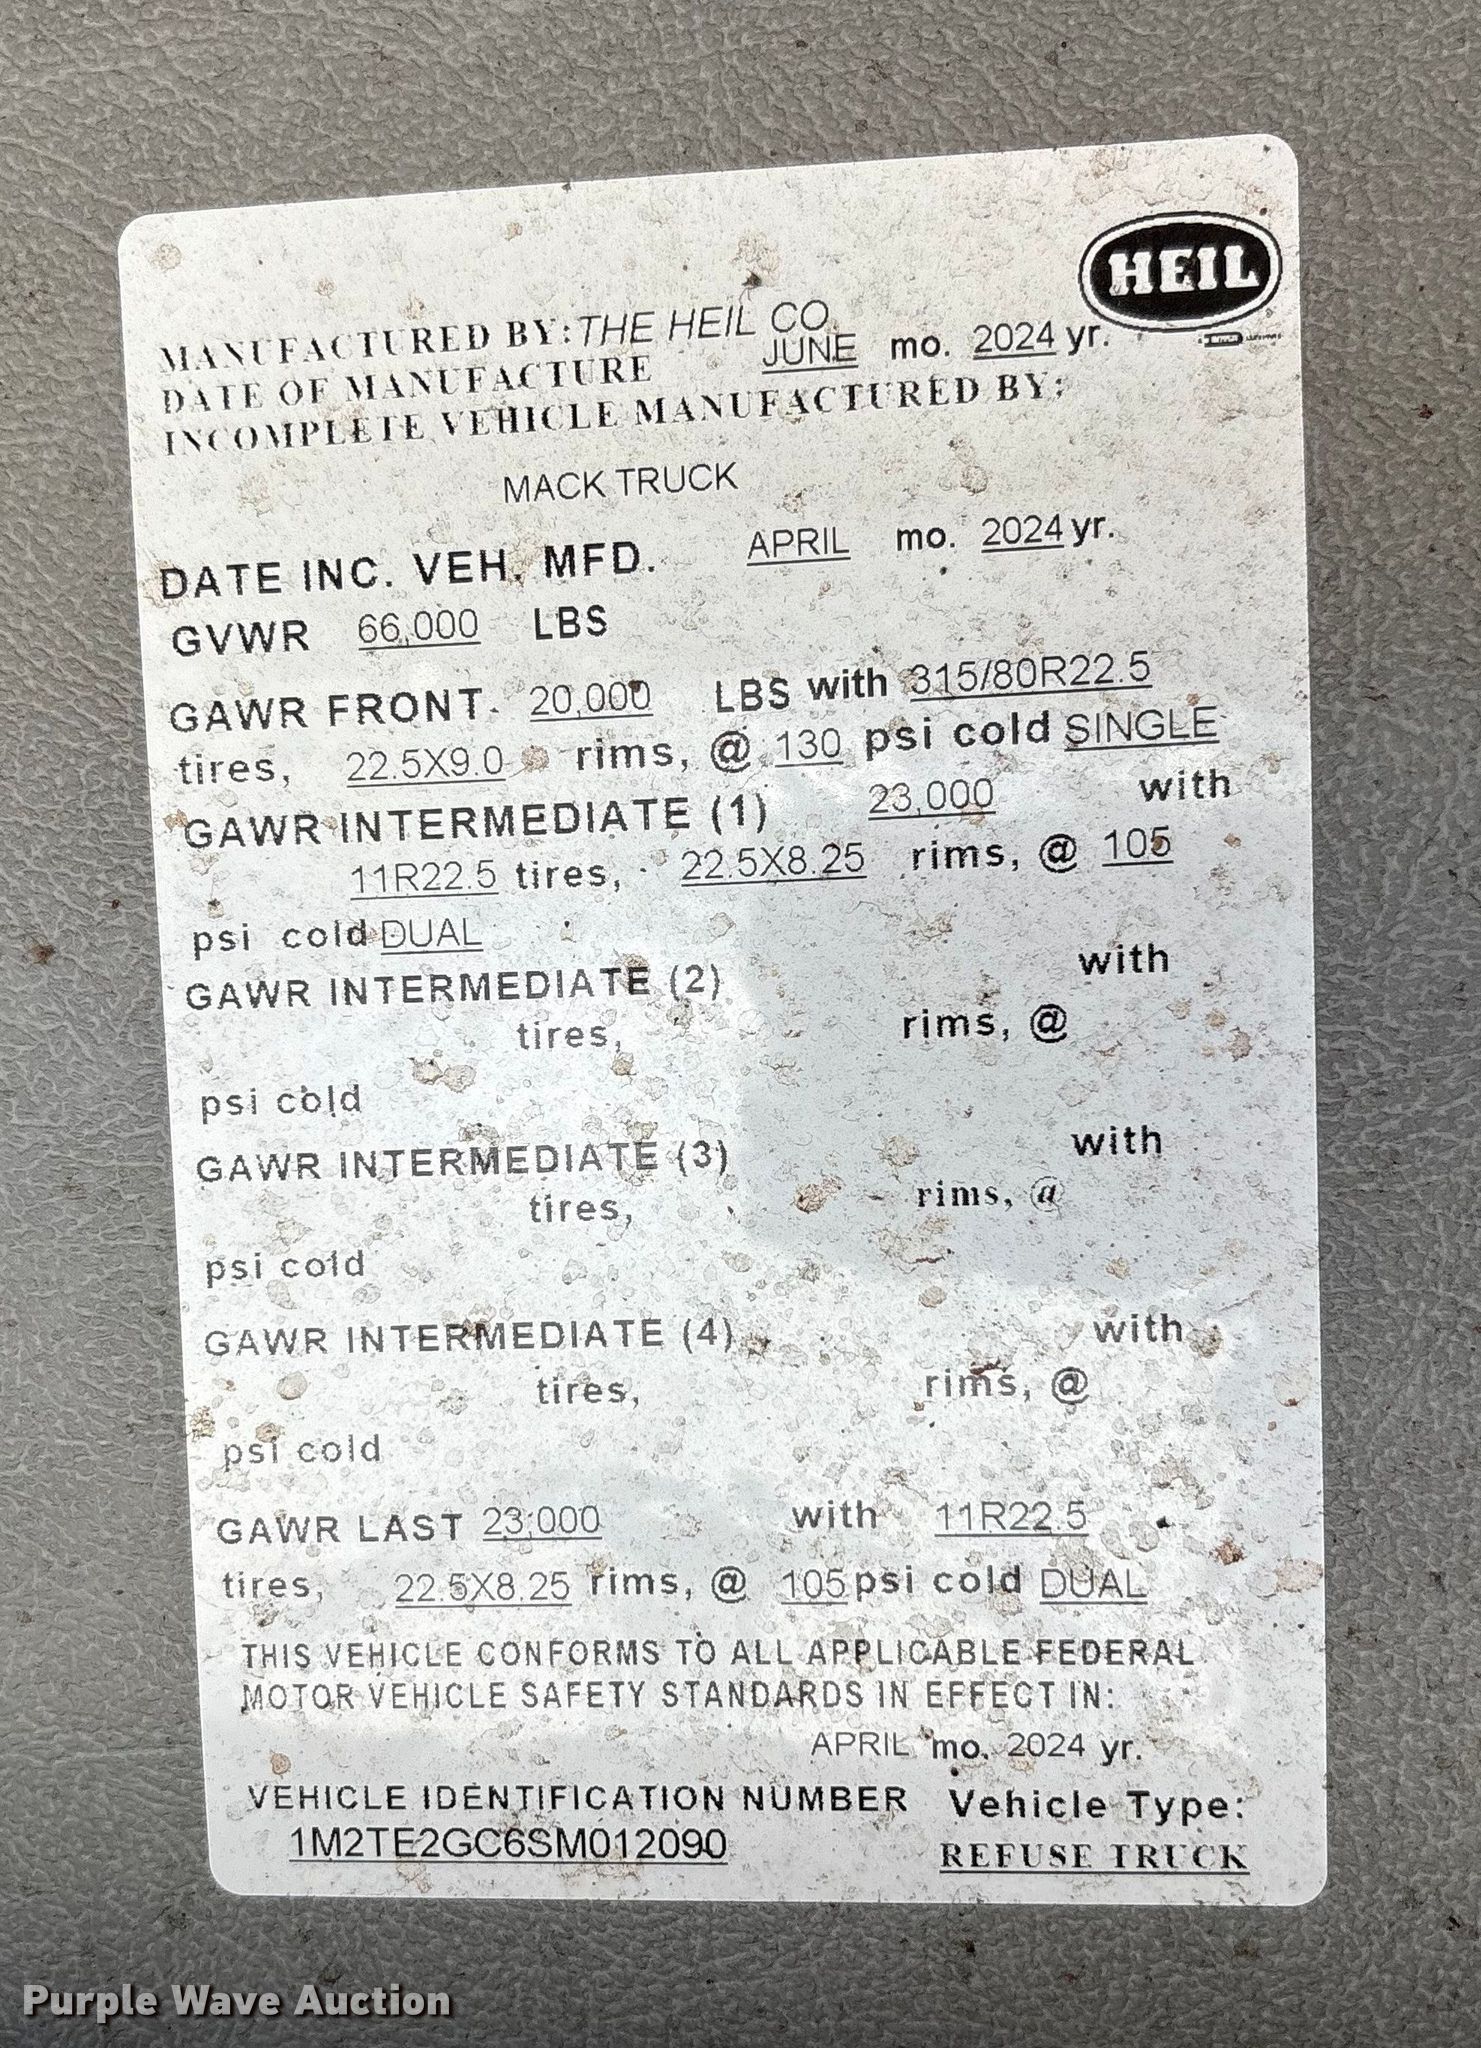 HEIL
MANUFACTURED BY: THE HEIL CO
DATE OF MANUFACTURE JUNE mo. 2024 yr.
INCOMPLETE VEHICLE MANUFACTURED BY:
MACK TRUCK
DATE INC. VEH. MFD. APRIL mo. 2024 yr.
GVWR 66,000 LBS
GAWR FRONT 20,000 LBS with 315/80R22.5
tires, 22.5X9.0 rims, @ 130 psi cold SINGLE
GAWR INTERMEDIATE (1) 23,000 with
11R22.5 tires, 22.5X8.25 rims, @ 105
psi cold DUAL
GAWR INTERMEDIATE (2) with
tires, rims, @
psi cold
GAWR INTERMEDIATE (3) with
tires, rims, @
psi cold
GAWR INTERMEDIATE (4) with
tires, rims, @
psi cold
GAWR LAST 23,000 with 11R22.5
tires, 22.5X8.25 rims, @ 105 psi cold DUAL
THIS VEHICLE CONFORMS TO ALL APPLICABLE FEDERAL
MOTOR VEHICLE SAFETY STANDARDS IN EFFECT IN:
APRIL mo. 2024 yr.
VEHICLE IDENTIFICATION NUMBER Vehicle Type:
1M2TE2GC6SM012090 REFUSE TRUCK
Purple Wave Auction